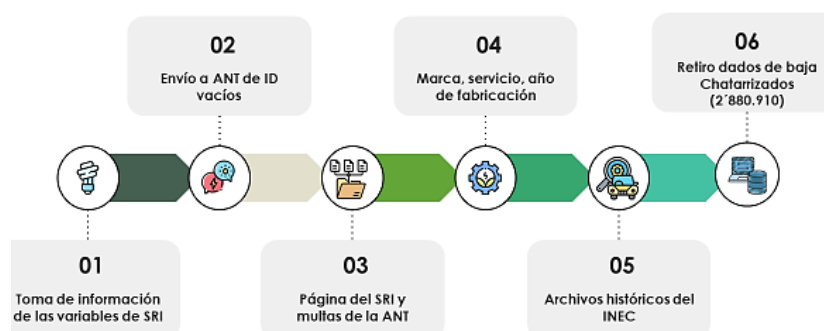 01
Toma de información
de las variables de SRI
02
Envío a ANT de ID
vacíos
03
Página del SRI y
multas de la ANT
04
Marca, servicio, año
de fabricación
05
Archivos históricos del
INEC
06
Retiro dados de baja
Chatarrizados
(2´880.910)